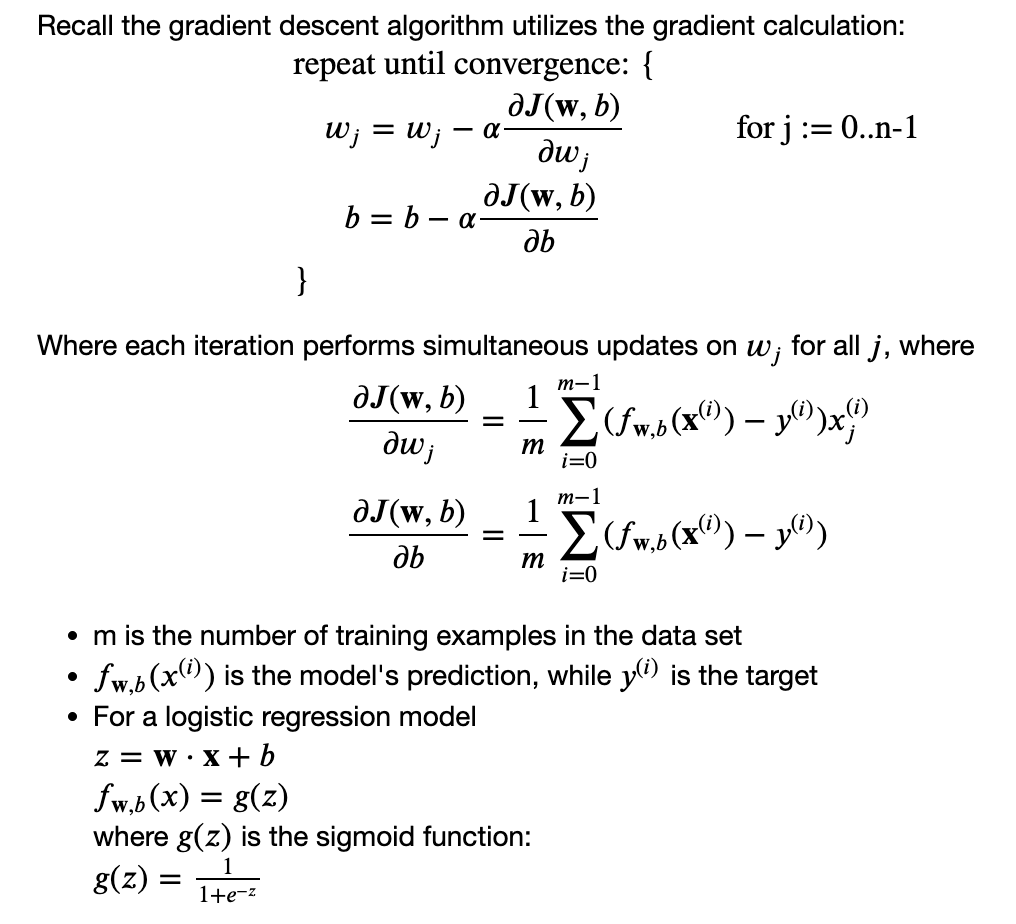 Recall the gradient descent algorithm utilizes the gradient calculation:
repeat until convergence: {
$w_j = w_j - \alpha \frac{\partial J(\mathbf{w}, b)}{\partial w_j}$ for j := 0..n-1
$b = b - \alpha \frac{\partial J(\mathbf{w}, b)}{\partial b}$
}
Where each iteration performs simultaneous updates on $w_j$ for all $j$, where
$\frac{\partial J(\mathbf{w}, b)}{\partial w_j} = \frac{1}{m} \sum_{i=0}^{m-1} (f_{\mathbf{w},b}(\mathbf{x}^{(i)}) - y^{(i)}) x_j^{(i)}$
$\frac{\partial J(\mathbf{w}, b)}{\partial b} = \frac{1}{m} \sum_{i=0}^{m-1} (f_{\mathbf{w},b}(\mathbf{x}^{(i)}) - y^{(i)})$
• m is the number of training examples in the data set
• $f_{\mathbf{w},b}(x^{(i)})$ is the model's prediction, while $y^{(i)}$ is the target
• For a logistic regression model
$z = \mathbf{w} \cdot \mathbf{x} + b$
$f_{\mathbf{w},b}(x) = g(z)$
where $g(z)$ is the sigmoid function:
$g(z) = \frac{1}{1+e^{-z}}$